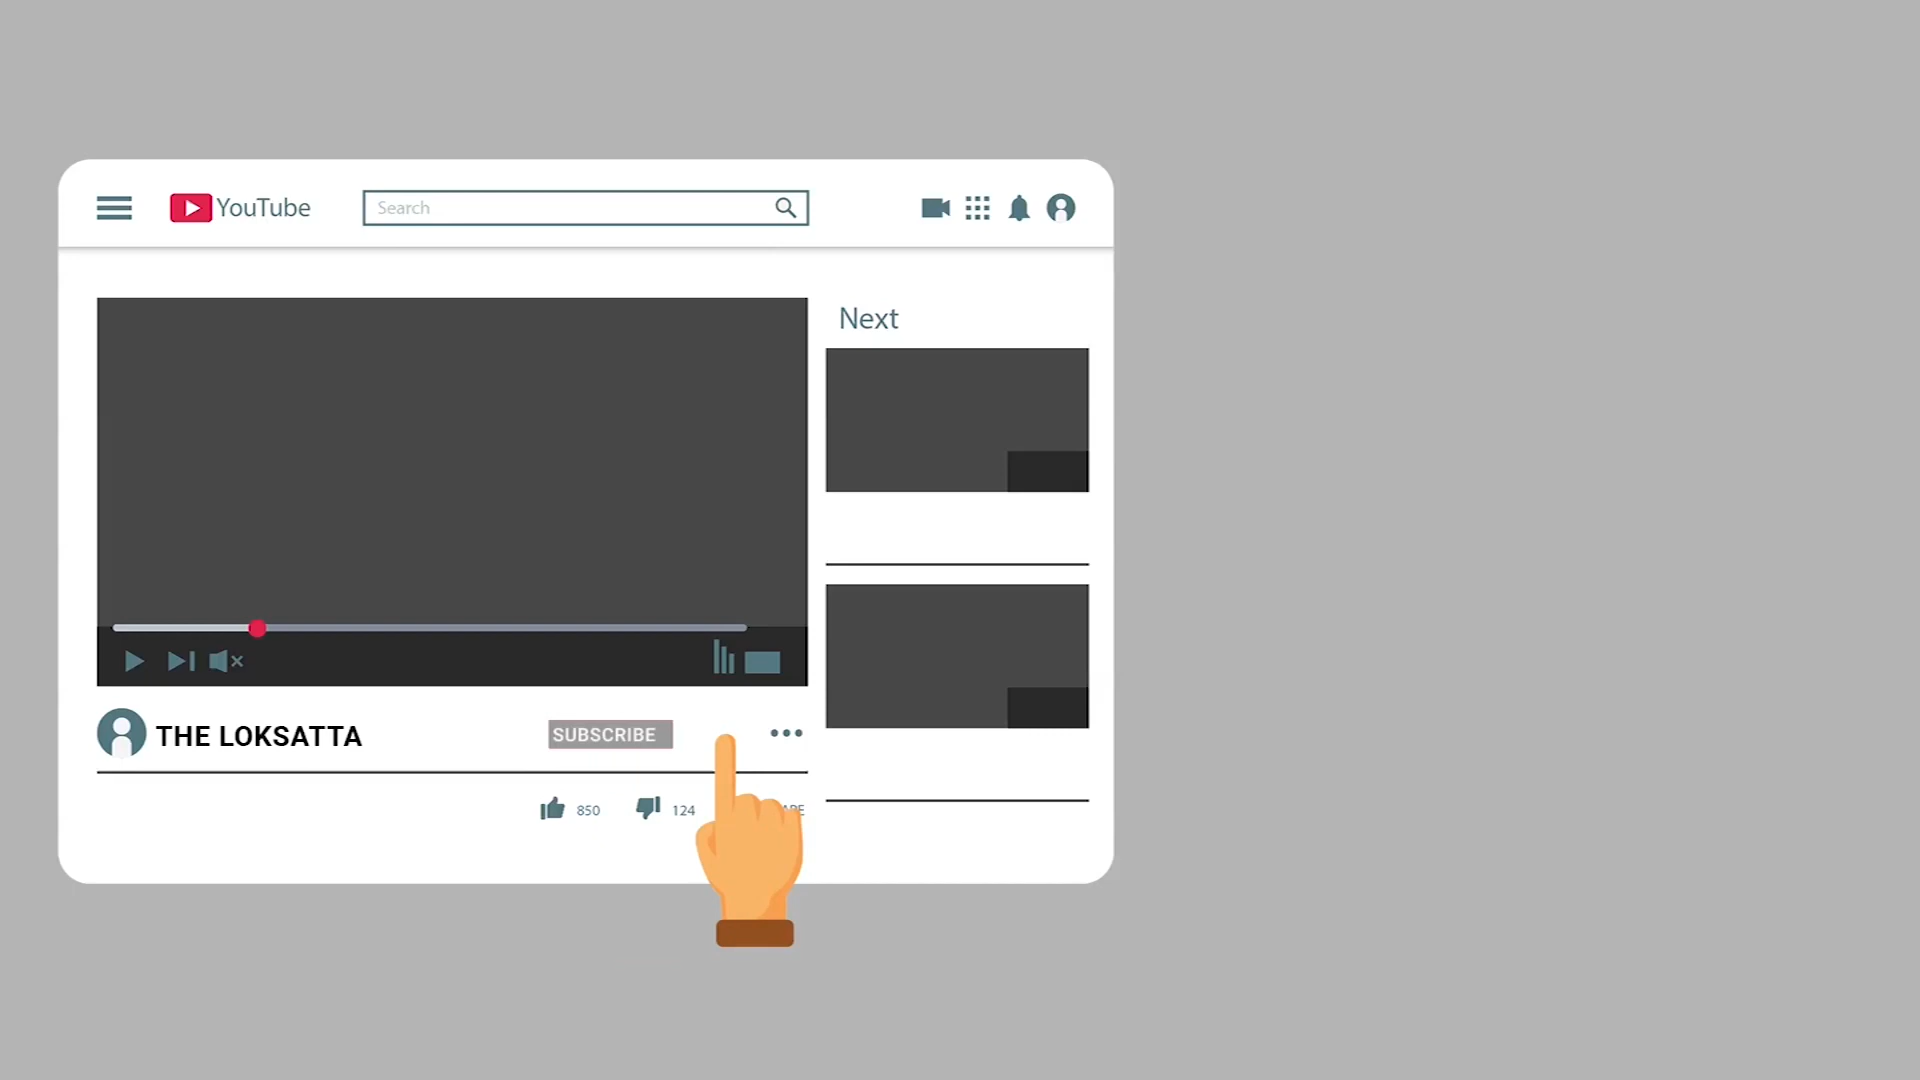 YouTube
Search
Next
THE LOKSATTA
SUBSCRIBE
850
124